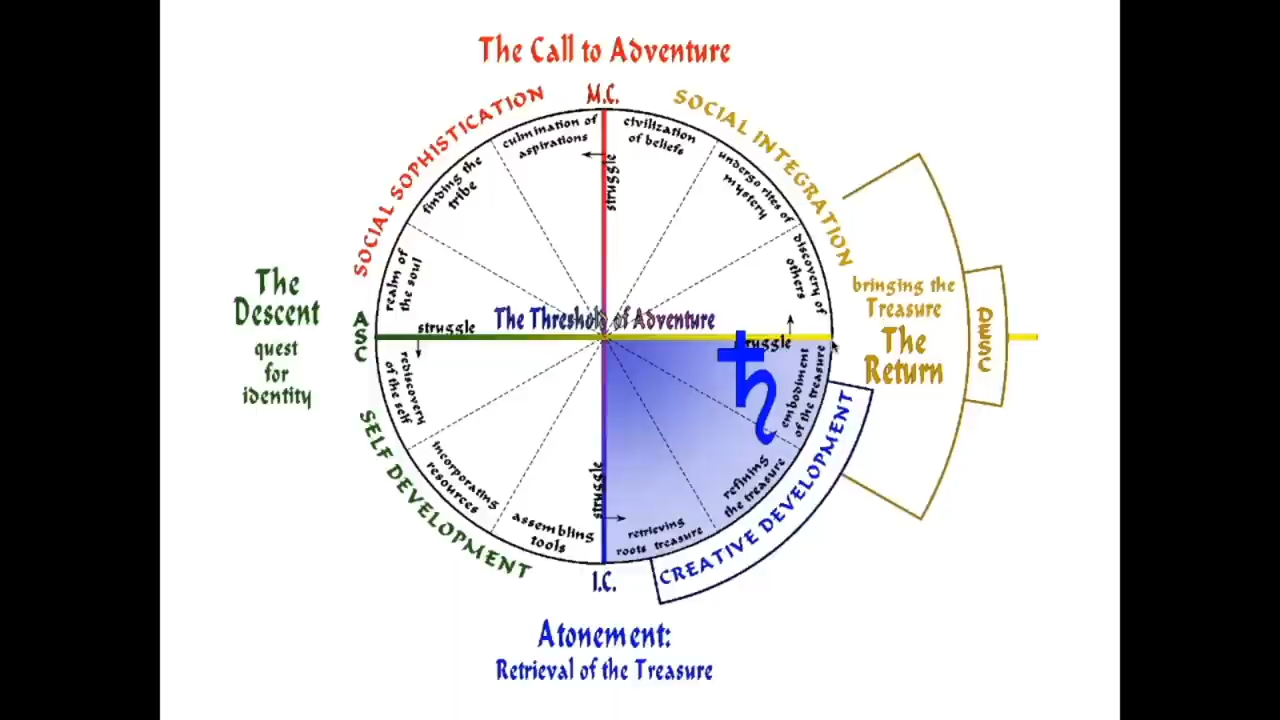 The Call to Adventure
M.C.
SOCIAL SOPHISTICATION
SOCIAL INTEGRATION
culmination of
aspirations
civilization
of beliefs
struggle
finding the
tribe
undergo rites of
mystery
realm of
the soul
discovery of
others
The
Descent
quest
for
identity
ASC
struggle
The Threshold of Adventure
bringing the
Treasure
The
Return
DESC
rediscovery
of the self
embodiment
of the treasure
SELF DEVELOPMENT
incorporating
resources
refining
the treasure
CREATIVE DEVELOPMENT
struggle
assembling
tools
retrieving
roots treasure
I.C.
Atonement:
Retrieval of the Treasure